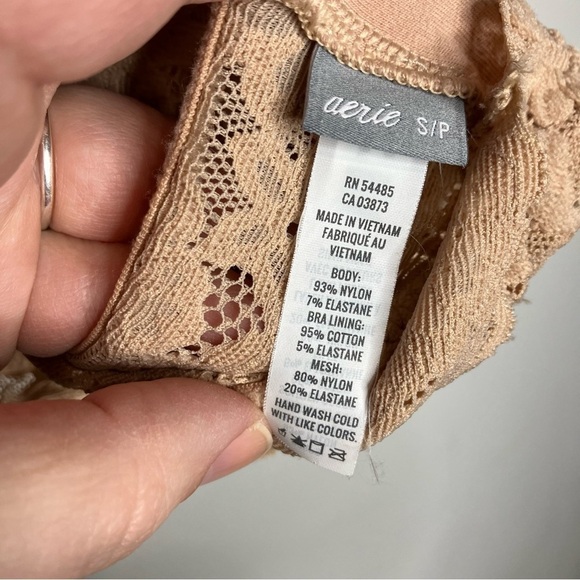 aerie S/P
RN 54485
CA 03873
MADE IN VIETNAM
FABRIQUÉ AU
VIETNAM
BODY:
93% NYLON
7% ELASTANE
BRA LINING:
95% COTTON
5% ELASTANE
MESH:
80% NYLON
20% ELASTANE
HAND WASH COLD
WITH LIKE COLORS.